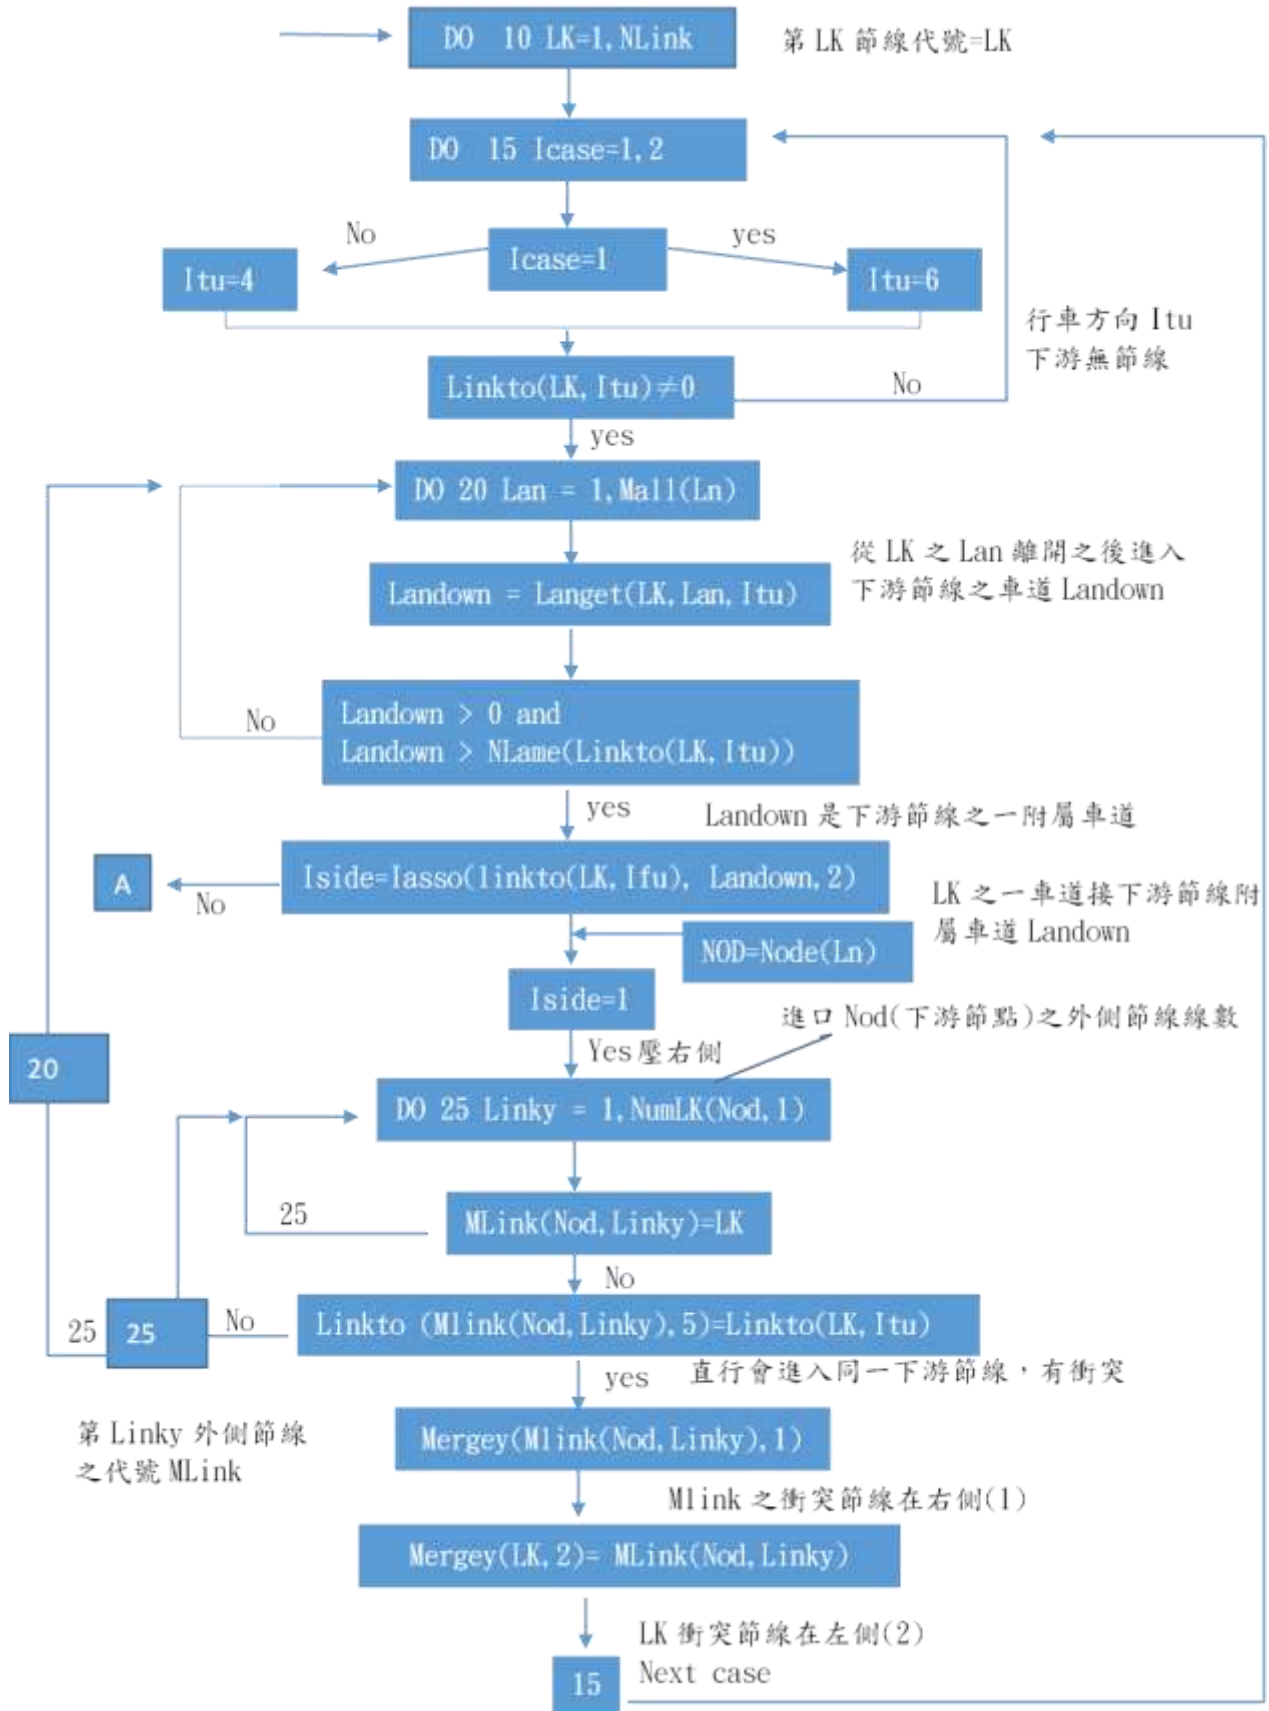 DO 10 LK=1,NLink
第 LK 節線代號=LK
DO 15 Icase=1,2
No
yes
Icase=1
Itu=4
Itu=6
行車方向 Itu
下游無節線
Linkto(LK,Itu)≠0
No
yes
DO 20 Lan = 1,Mall(Ln)
從 LK 之 Lan 離開之後進入
下游節線之車道 Landown
Landown = Langet(LK,Lan,Itu)
No
Landown > 0 and
Landown > NLame(Linkto(LK,Itu))
yes
Landown 是下游節線之一附屬車道
A
No
Iside=Iasso(linkto(LK,Ifu), Landown,2)
LK 之一車道接下游節線附
屬車道 Landown
NOD=Node(Ln)
Iside=1
進口 Nod(下游節點)之外側節線線數
Yes 壓右側
20
DO 25 Linky = 1,NumLK(Nod,1)
25
MLink(Nod,Linky)=LK
No
25
25
No
Linkto (Mlink(Nod,Linky),5)=Linkto(LK,Itu)
yes
直行會進入同一下游節線，有衝突
第 Linky 外側節線
之代號 MLink
Mergey(Mlink(Nod,Linky),1)
Mlink 之衝突節線在右側(1)
Mergey(LK,2)= MLink(Nod,Linky)
LK 衝突節線在左側(2)
Next case
15